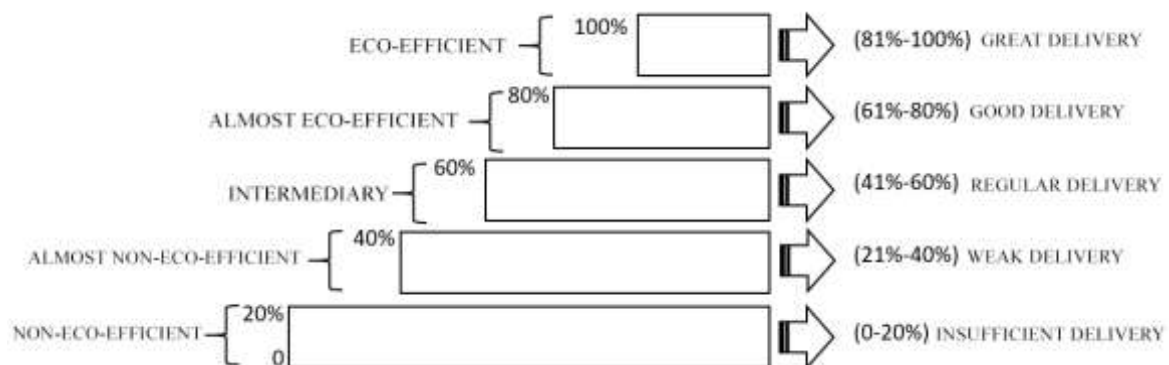 ECO-EFFICIENT 100% (81%-100%) GREAT DELIVERY
ALMOST ECO-EFFICIENT 80% (61%-80%) GOOD DELIVERY
INTERMEDIARY 60% (41%-60%) REGULAR DELIVERY
ALMOST NON-ECO-EFFICIENT 40% (21%-40%) WEAK DELIVERY
NON-ECO-EFFICIENT 20% (0-20%) INSUFFICIENT DELIVERY
0